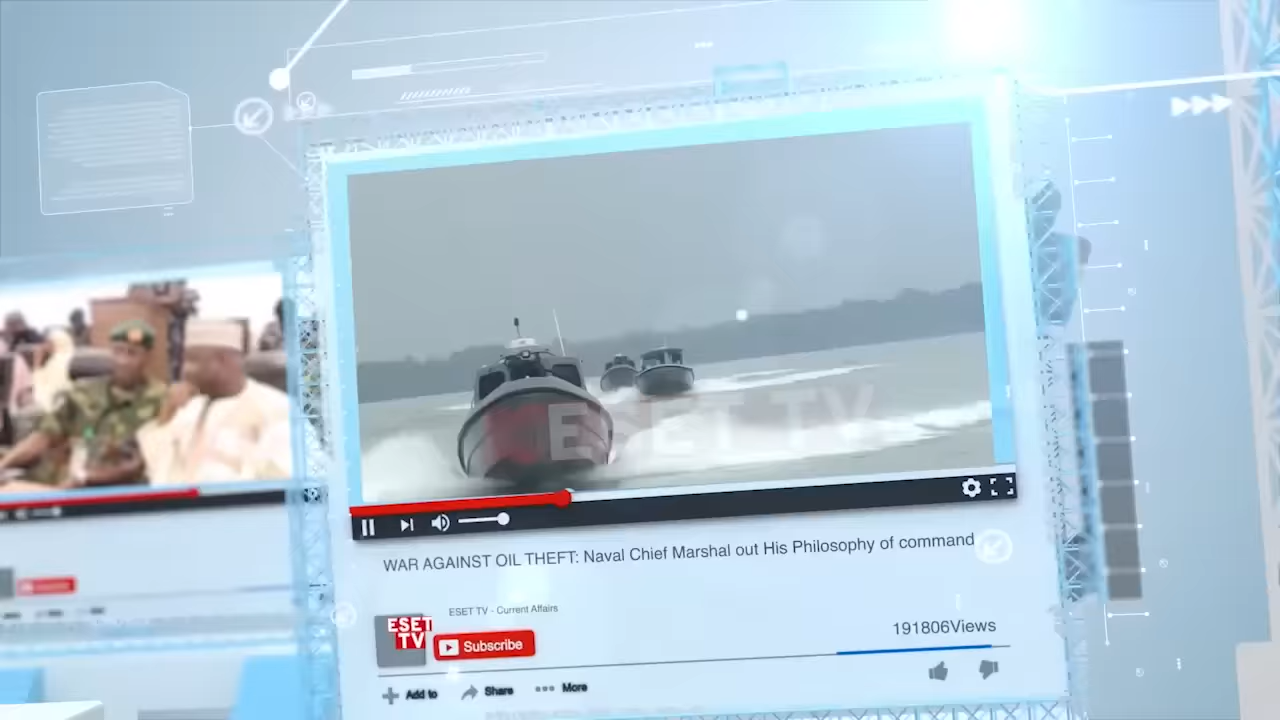 ESET TV
WAR AGAINST OIL THEFT: Naval Chief Marshal out His Philosophy of command
ESET TV - Current Affairs
ESET
TV
Subscribe
191806Views
Add to
Share
More